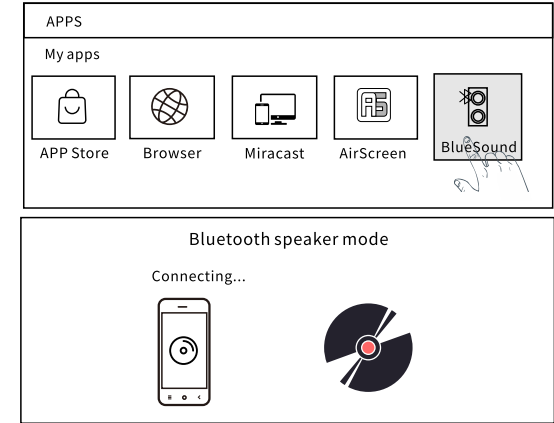 APPS
My apps
APP Store
Browser
Miracast
AirScreen
BlueSound
Bluetooth speaker mode
Connecting...